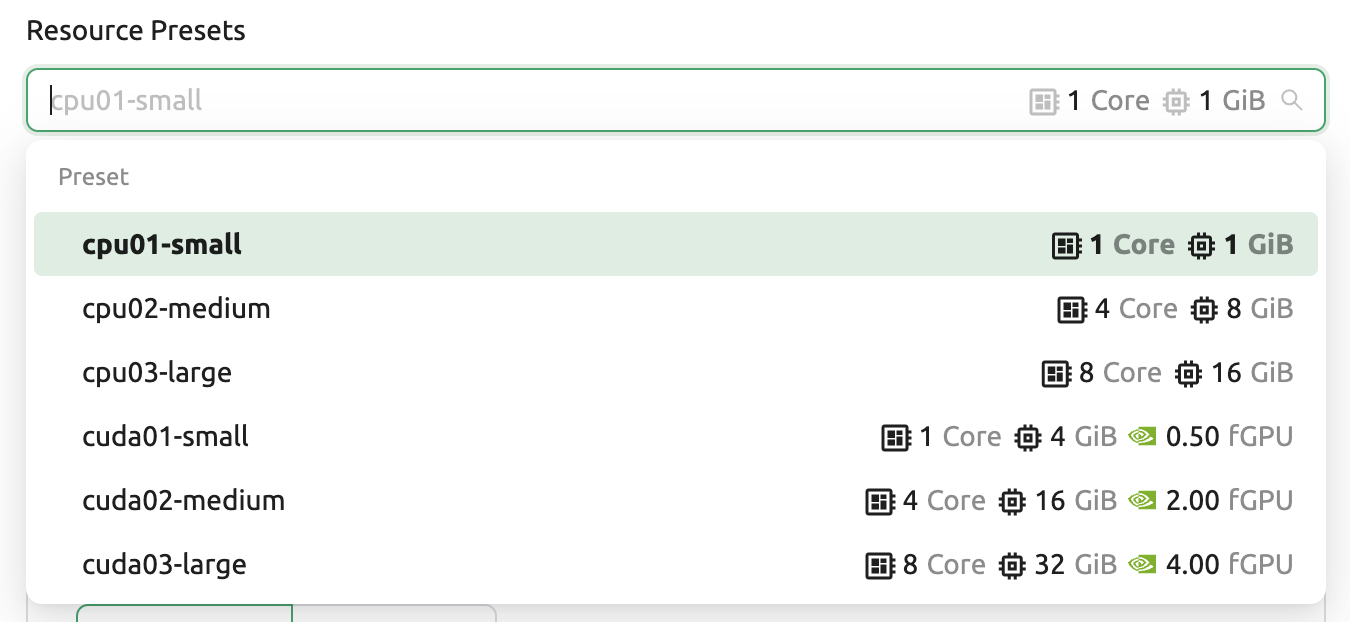 Resource Presets
cpu01-small 1 Core 1 GiB
Preset
cpu01-small 1 Core 1 GiB
cpu02-medium 4 Core 8 GiB
cpu03-large 8 Core 16 GiB
cuda01-small 1 Core 4 GiB 0.50 fGPU
cuda02-medium 4 Core 16 GiB 2.00 fGPU
cuda03-large 8 Core 32 GiB 4.00 fGPU